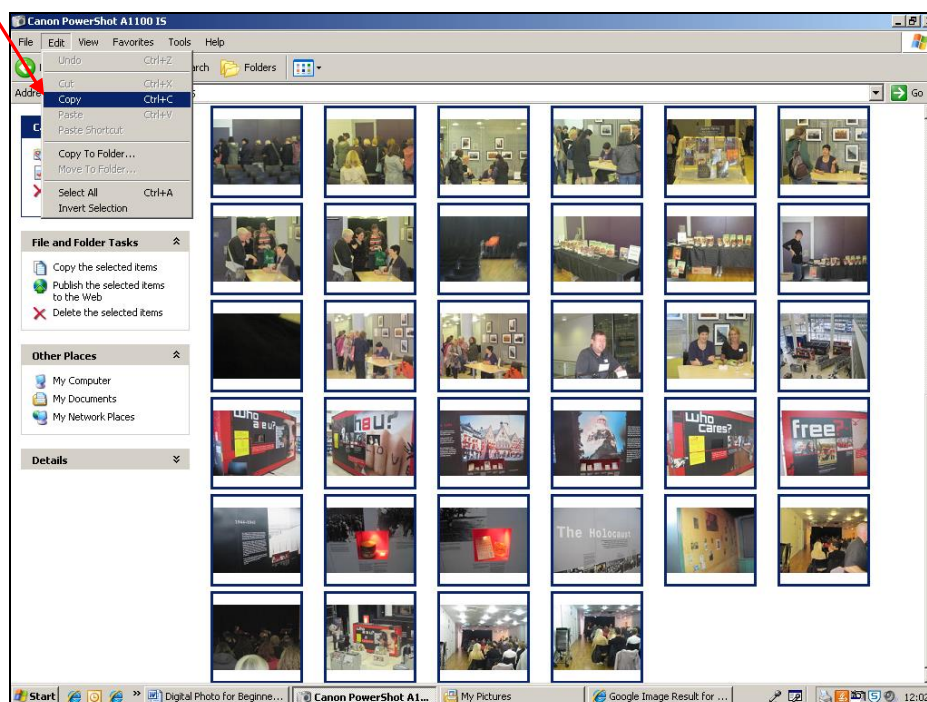 Canon PowerShot A1100 IS
File Edit View Favorites Tools Help
Undo Ctrl+Z
Folders
Cut Ctrl+X
Copy Ctrl+C
Go
Paste Ctrl+V
Paste Shortcut
Copy To Folder...
Move To Folder...
Select All Ctrl+A
Invert Selection
File and Folder Tasks
Copy the selected items
Publish the selected items
to the Web
Delete the selected items
Other Places
My Computer
My Documents
My Network Places
Details
who
cares?
free?
The Holocaust
Start
Digital Photo for Beginne...
Canon PowerShot A1...
My Pictures
Google Image Result for ...
12:02